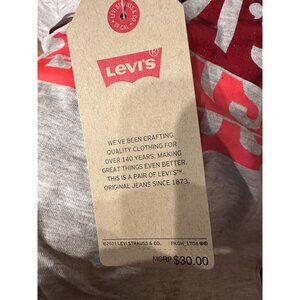 LEVI'S
WE'VE BEEN CRAFTING
QUALITY CLOTHING FOR
OVER 140 YEARS, MAKING
GREAT THINGS EVEN BETTER.
THIS IS A PAIR OF LEVI'S®
ORIGINAL JEANS SINCE 1873.
©2021 LEVI STRAUSS & CO.
MSRP $30.00